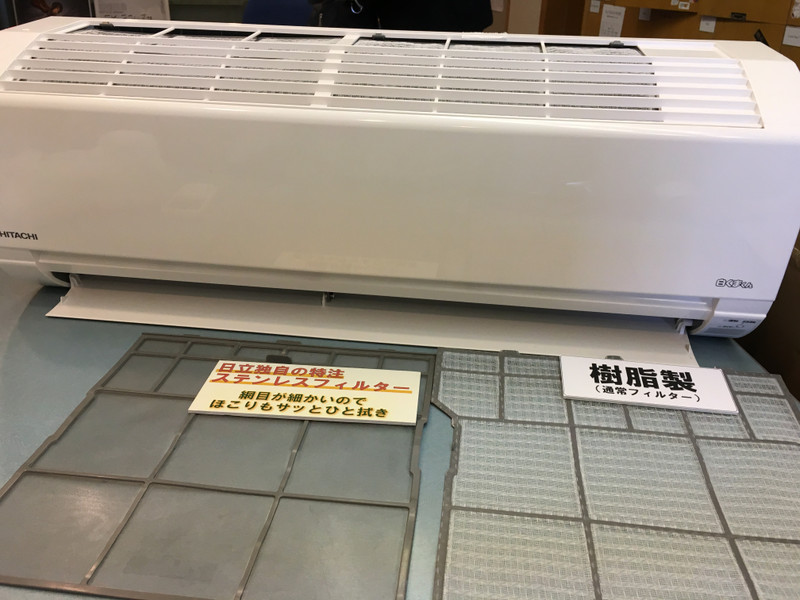 HITACHI
白くまくん
日立独自の特注
ステンレスフィルター
網目が細かいので
ほこりもサッとひと拭き
樹脂製
(通常フィルター)